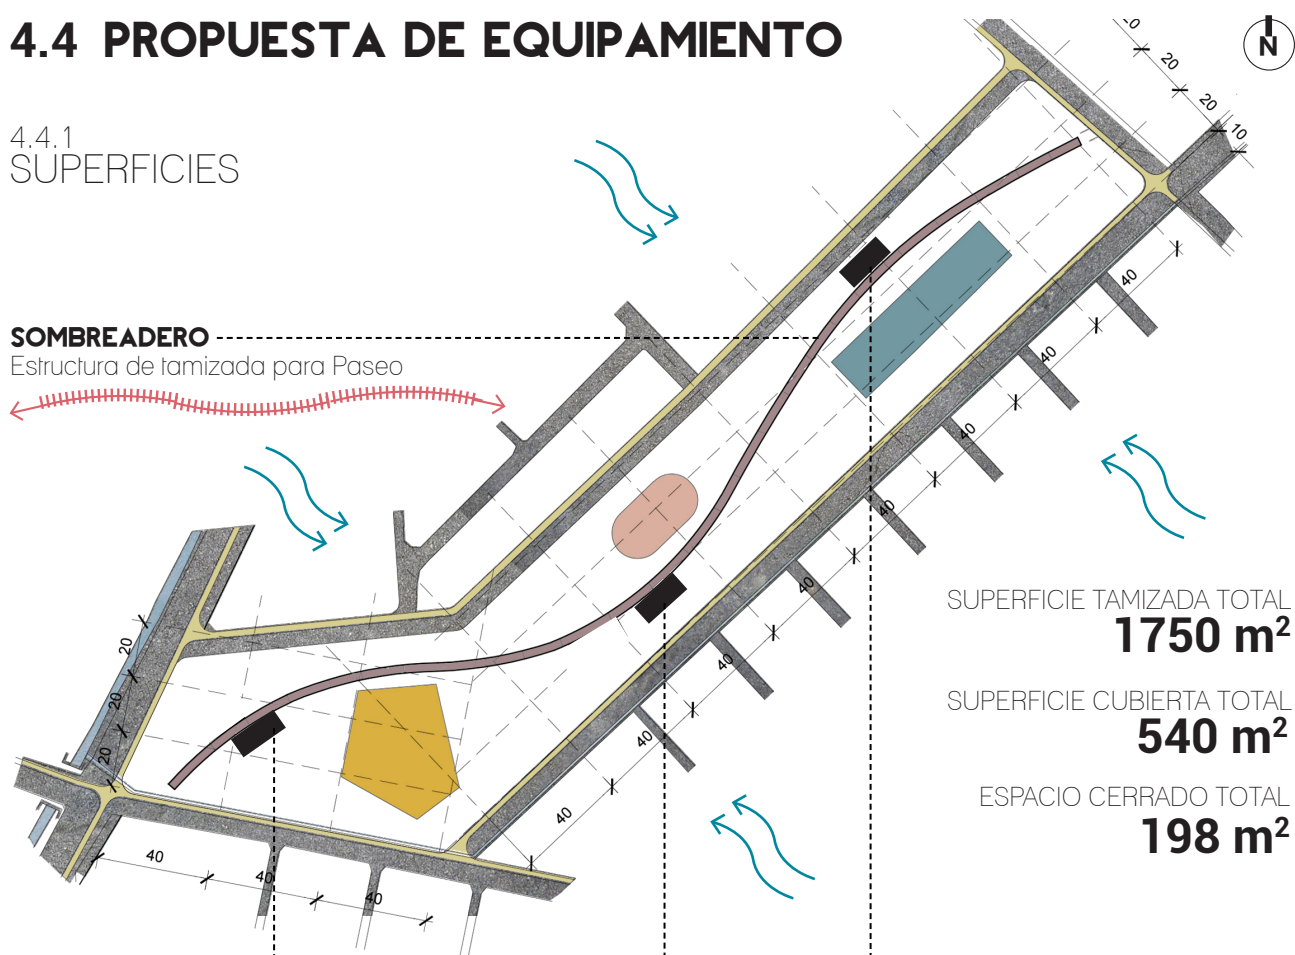 4.4 PROPUESTA DE EQUIPAMIENTO
N
4.4.1
SUPERFICIES
20
20
10
SOMBREADERO
Estructura de tamizada para Paseo
40
40
40
40
40
40
40
40
20
20
20
40
40
40
SUPERFICIE TAMIZADA TOTAL
1750 m²
SUPERFICIE CUBIERTA TOTAL
540 m²
ESPACIO CERRADO TOTAL
198 m²